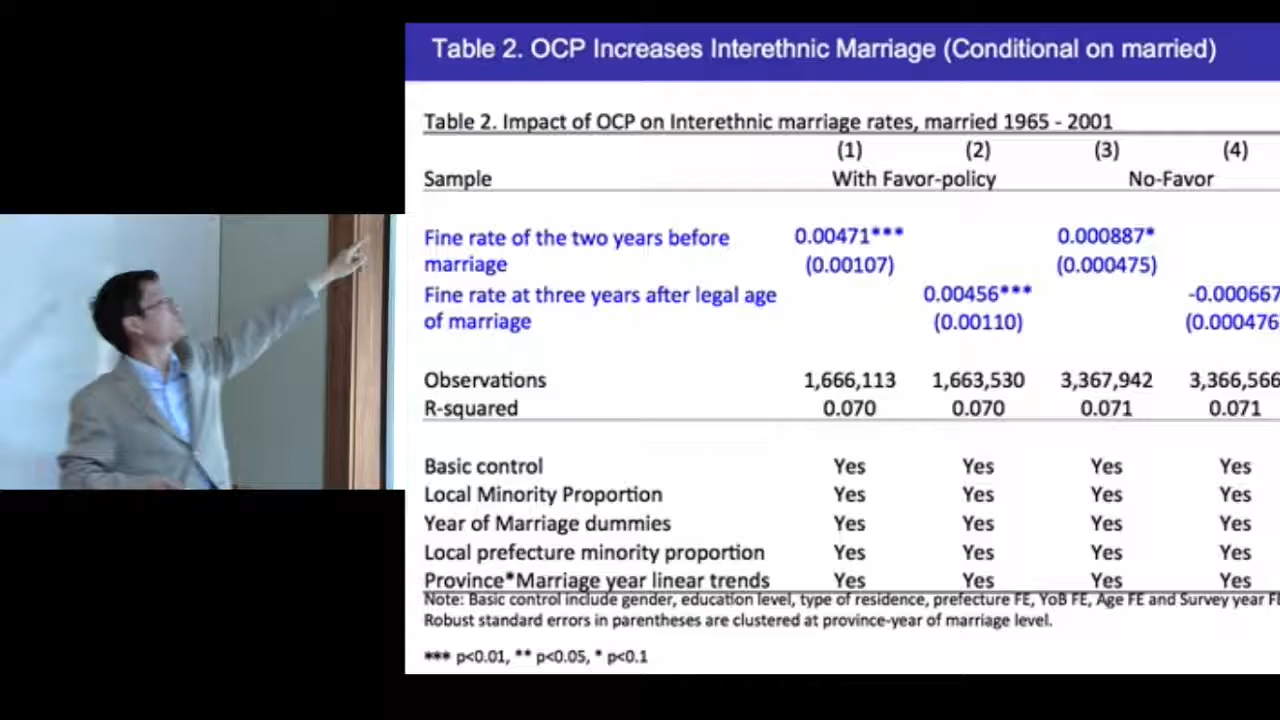 Table 2. OCP Increases Interethnic Marriage (Conditional on married)
Table 2. Impact of OCP on Interethnic marriage rates, married 1965 - 2001
(1) (2) (3) (4)
Sample With Favor-policy No-Favor
Fine rate of the two years before 0.00471*** 0.000887*
marriage (0.00107) (0.000475)
Fine rate at three years after legal age 0.00456*** -0.000667
of marriage (0.00110) (0.000476
Observations 1,666,113 1,663,530 3,367,942 3,366,566
R-squared 0.070 0.070 0.071 0.071
Basic control Yes Yes Yes Yes
Local Minority Proportion Yes Yes Yes Yes
Year of Marriage dummies Yes Yes Yes Yes
Local prefecture minority proportion Yes Yes Yes Yes
Province*Marriage year linear trends Yes Yes Yes Yes
Note: Basic control include gender, education level, type of residence, prefecture FE, YoB FE, Age FE and Survey year F
Robust standard errors in parentheses are clustered at province-year of marriage level.
*** p<0.01, ** p<0.05, * p<0.1